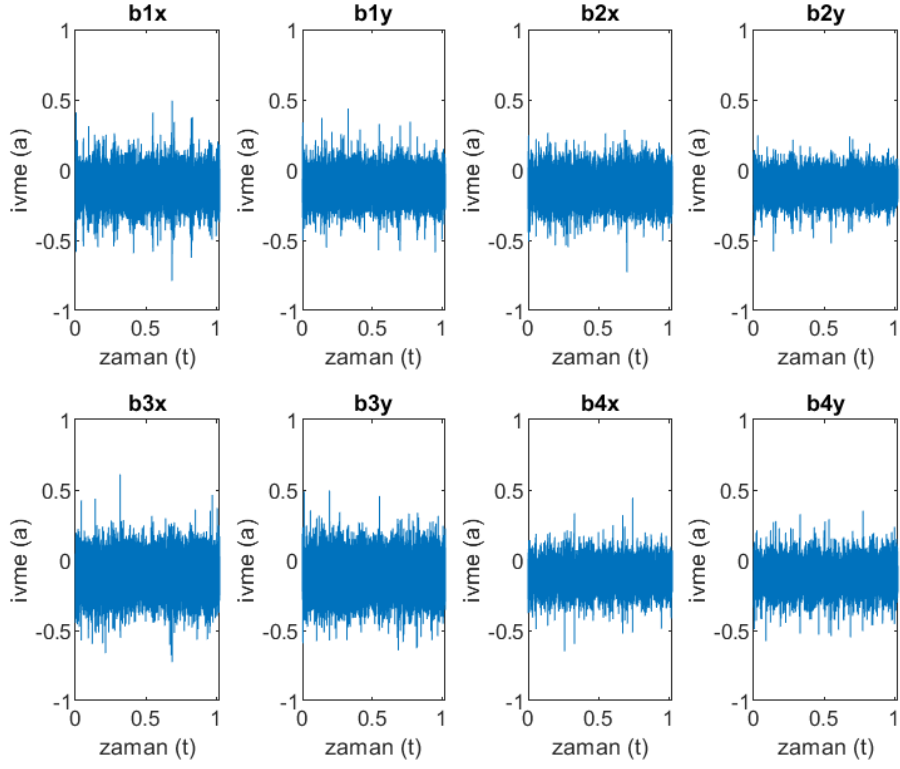 b1x b1y b2x b2y
1 1 1 1
0.5 0.5 0.5 0.5
ivme (a) 0 ivme (a) 0 ivme (a) 0 ivme (a) 0
-0.5 -0.5 -0.5 -0.5
-1 -1 -1 -1
0 0.5 1 0 0.5 1 0 0.5 1 0 0.5 1
zaman (t) zaman (t) zaman (t) zaman (t)
b3x b3y b4x b4y
1 1 1 1
0.5 0.5 0.5 0.5
ivme (a) 0 ivme (a) 0 ivme (a) 0 ivme (a) 0
-0.5 -0.5 -0.5 -0.5
-1 -1 -1 -1
0 0.5 1 0 0.5 1 0 0.5 1 0 0.5 1
zaman (t) zaman (t) zaman (t) zaman (t)